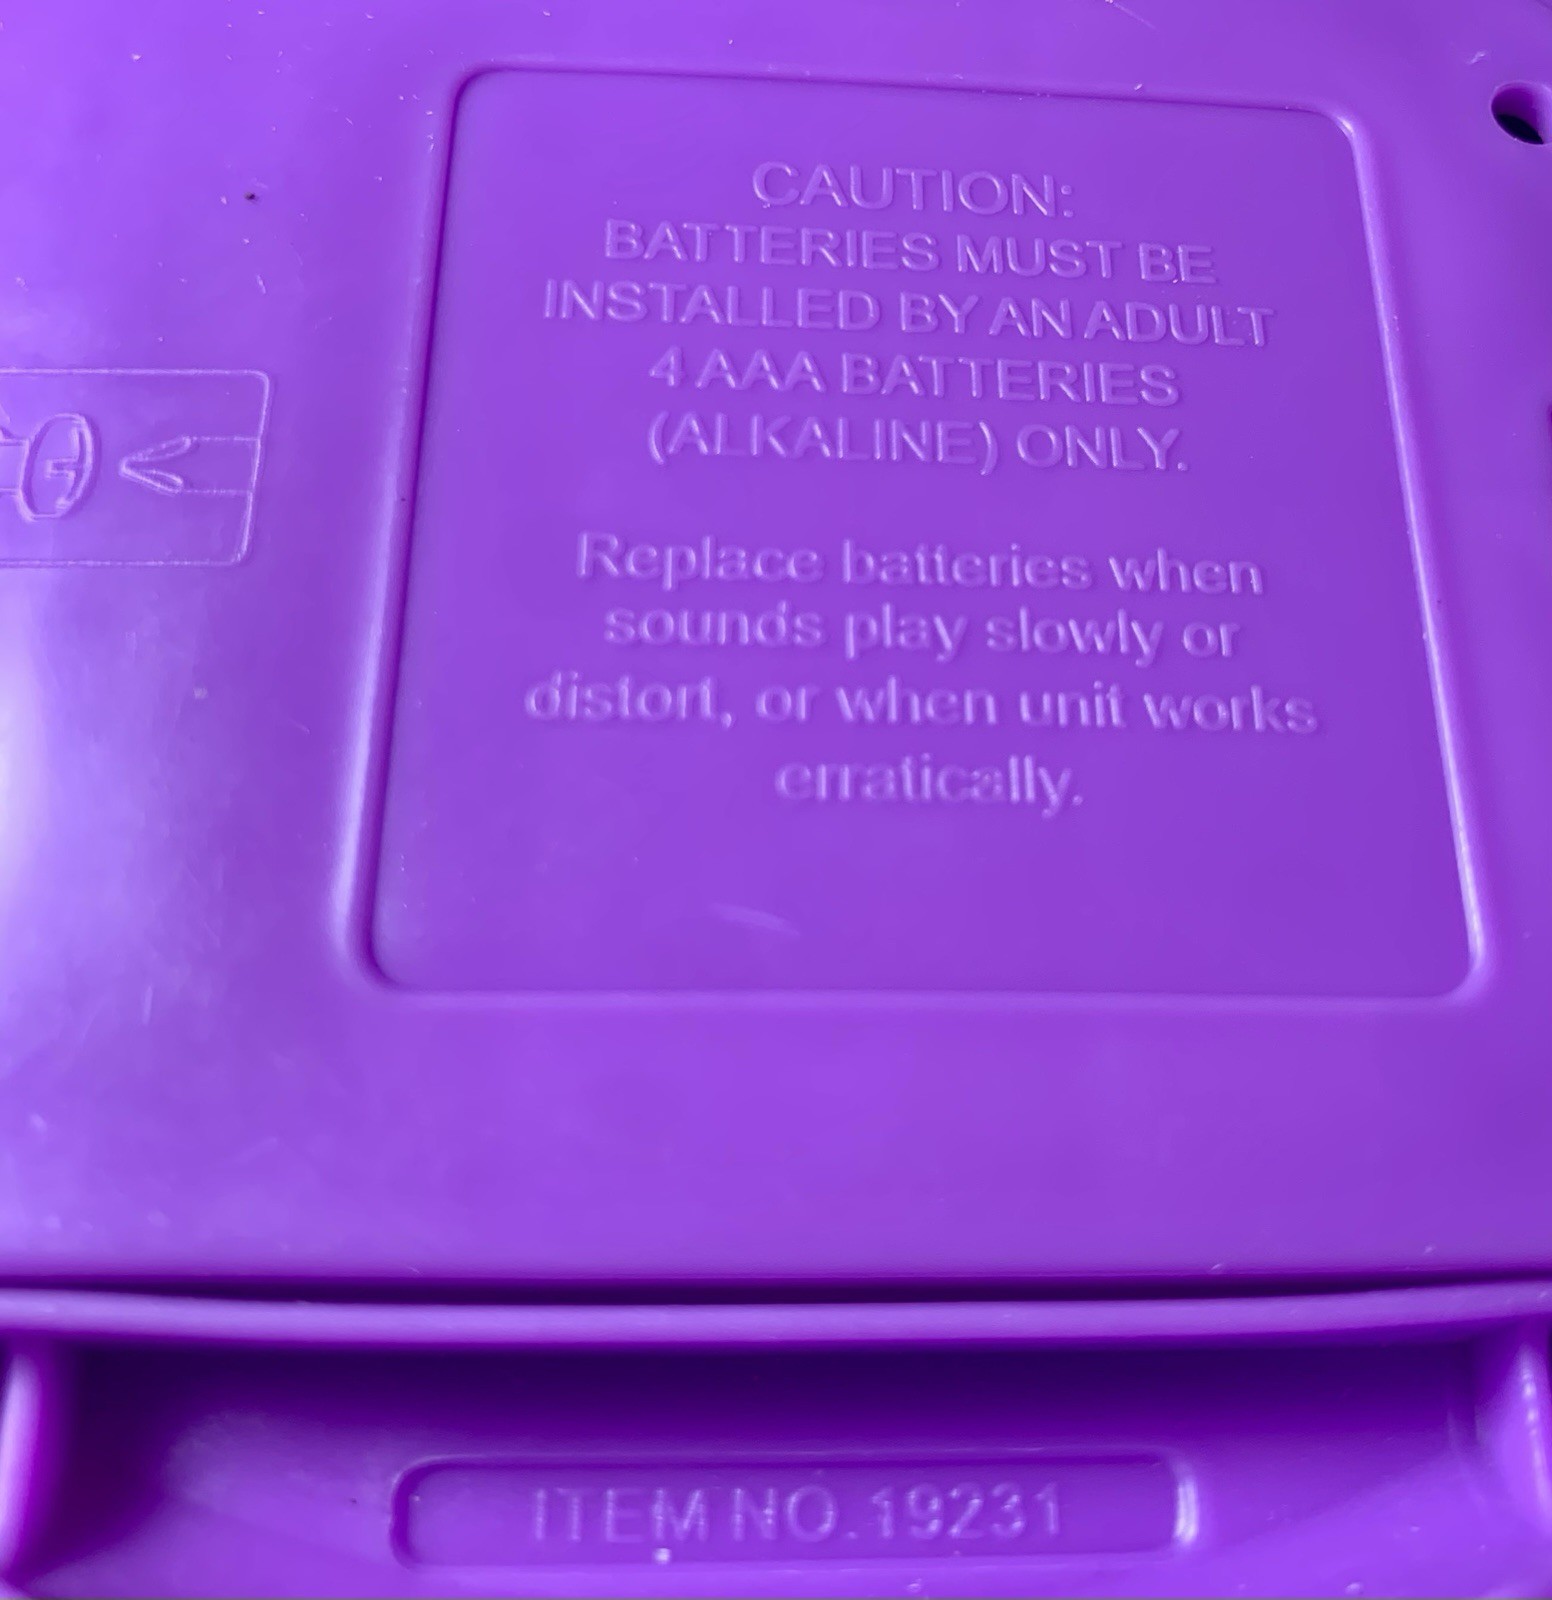 CAUTION:
BATTERIES MUST BE
INSTALLED BY AN ADULT
4 AAA BATTERIES
(ALKALINE) ONLY.
Replace batteries when
sounds play slowly or
distort, or when unit works
erratically.
ITEM NO. 19231